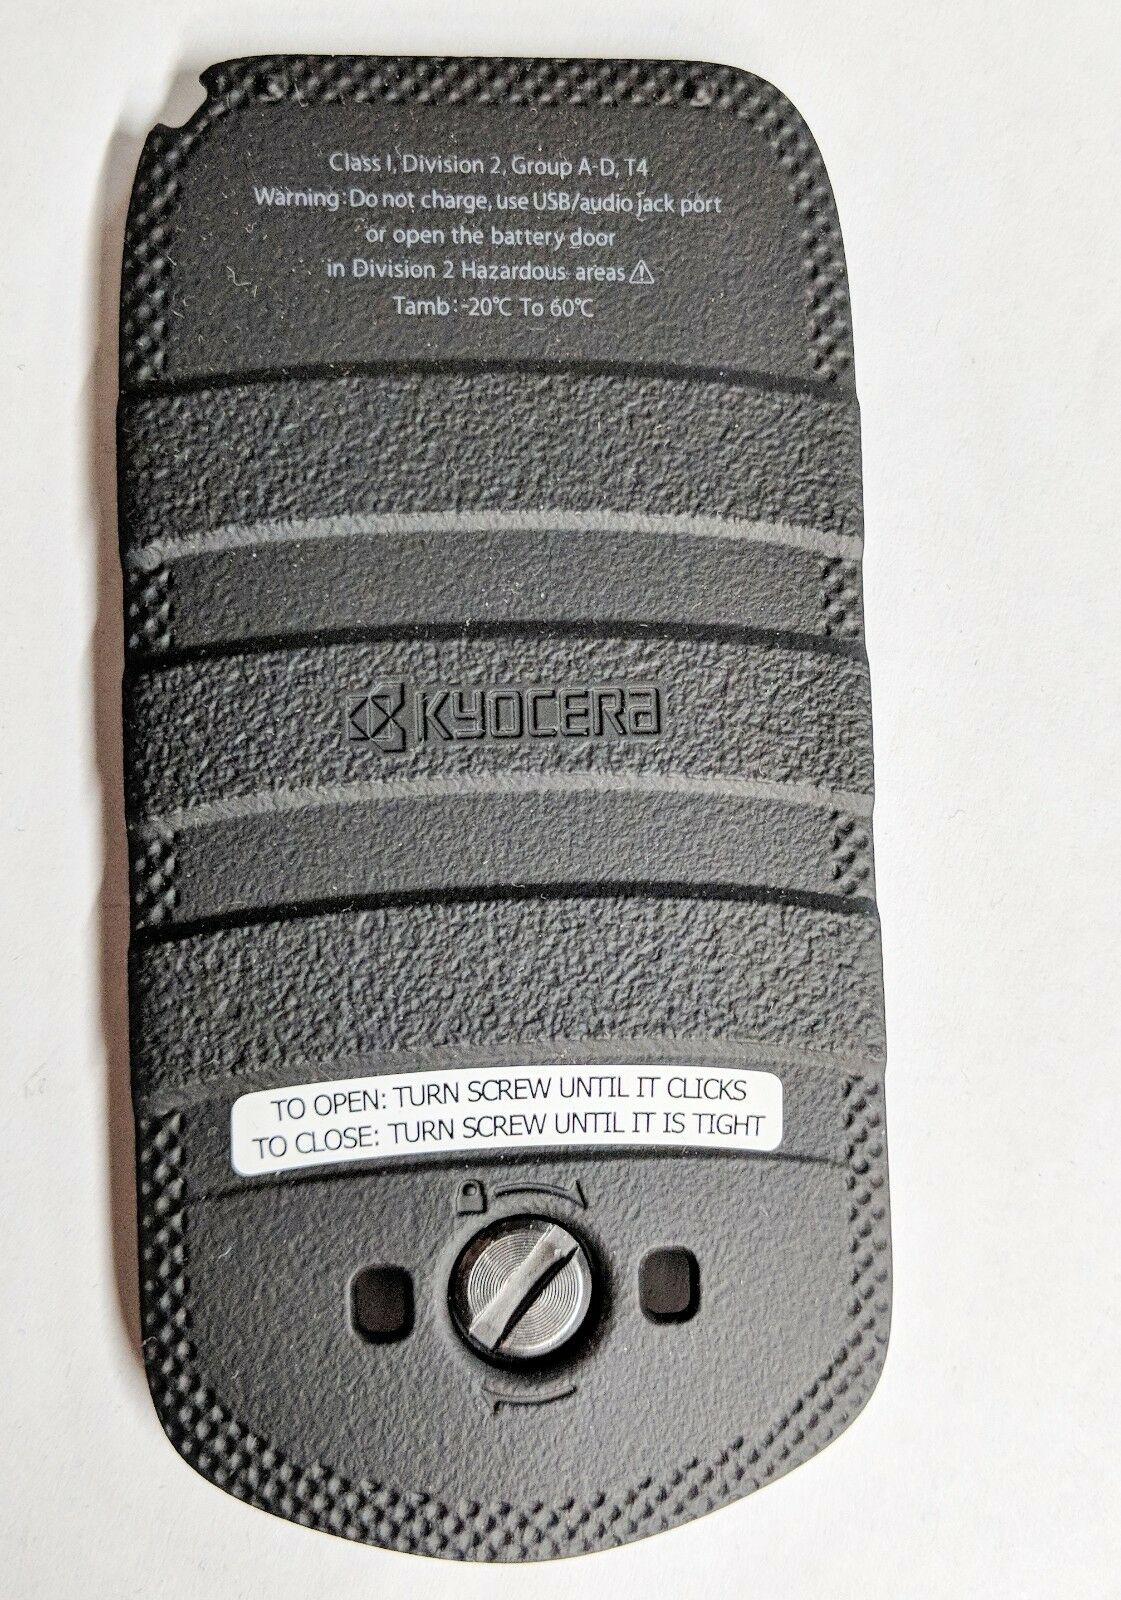 Class I, Division 2, Group A-D, T4
Warning:Do not charge, use USB/audio jack port
or open the battery door
in Division 2 Hazardous areas⚠
Tamb:-20℃ To 60℃
KYOCERA
TO OPEN: TURN SCREW UNTIL IT CLICKS
TO CLOSE: TURN SCREW UNTIL IT IS TIGHT